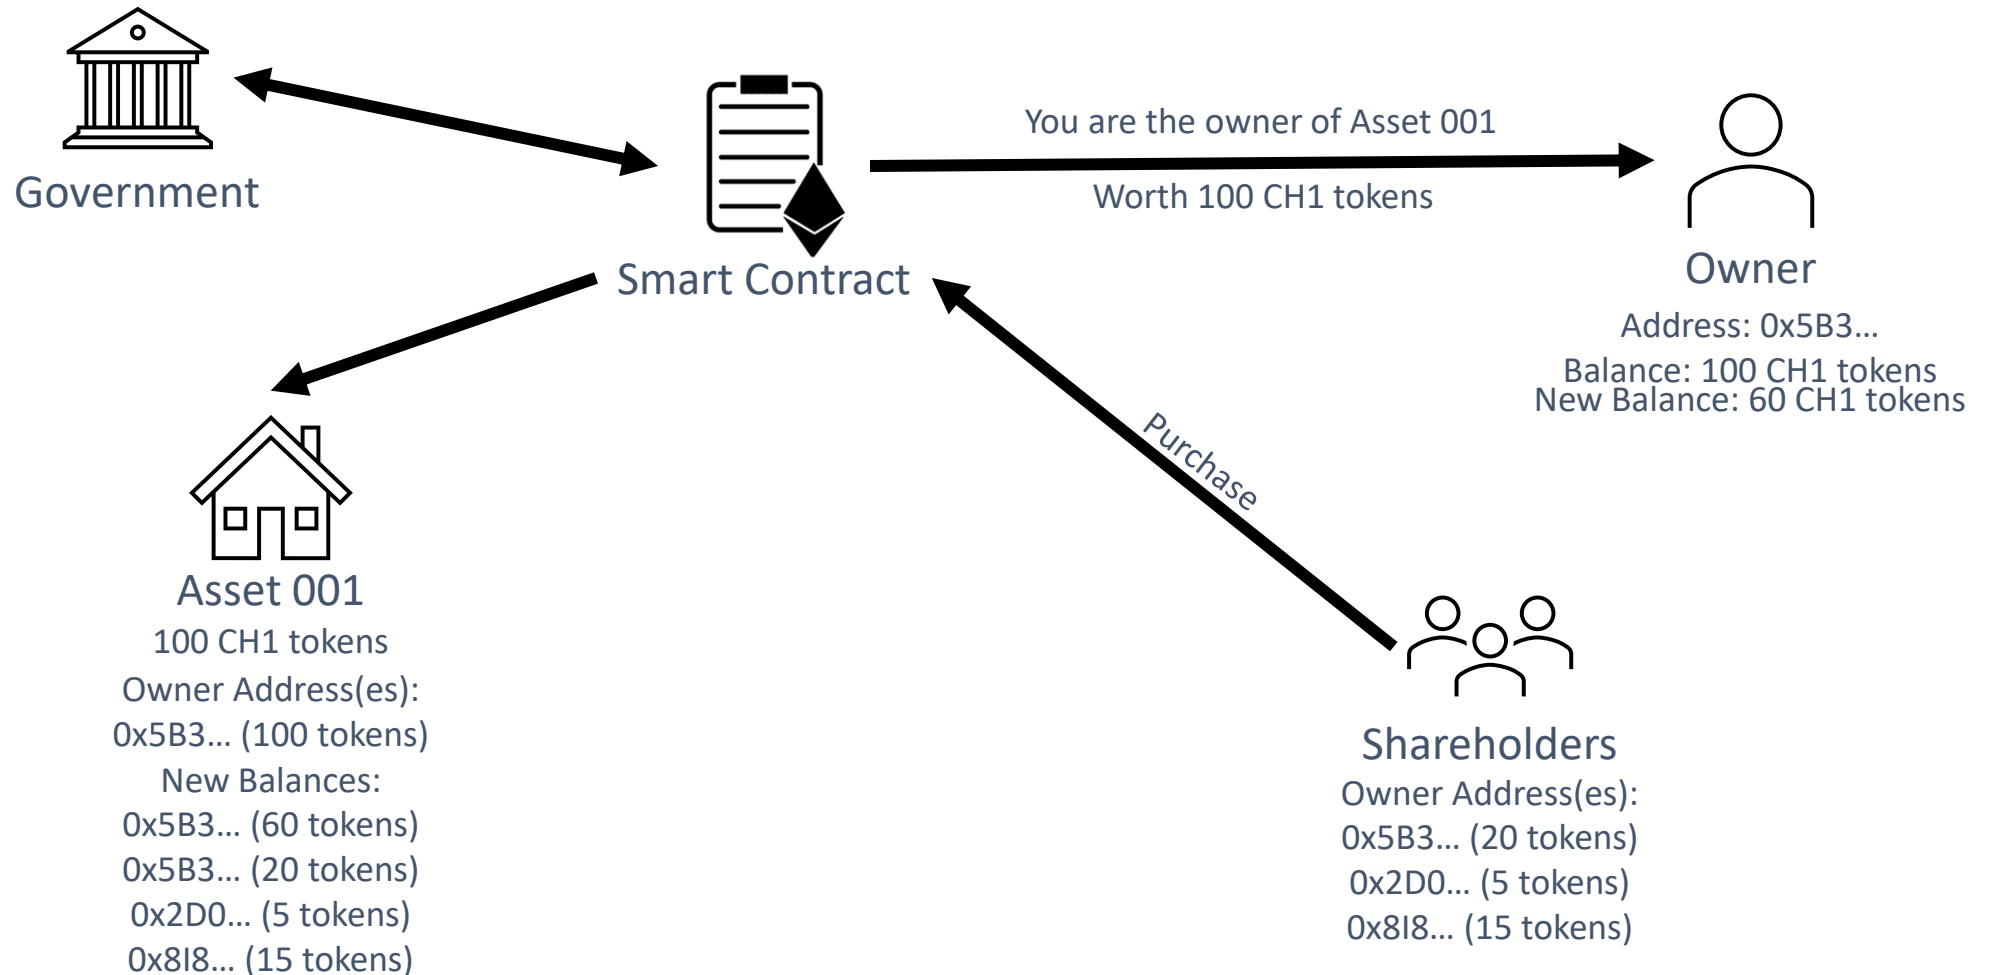 Government
Smart Contract
You are the owner of Asset 001
Worth 100 CH1 tokens
Owner
Address: 0x5B3...
Balance: 100 CH1 tokens
New Balance: 60 CH1 tokens
Purchase
Asset 001
100 CH1 tokens
Owner Address(es):
0x5B3... (100 tokens)
New Balances:
0x5B3... (60 tokens)
0x5B3... (20 tokens)
0x2D0... (5 tokens)
0x8I8... (15 tokens)
Shareholders
Owner Address(es):
0x5B3... (20 tokens)
0x2D0... (5 tokens)
0x8I8... (15 tokens)